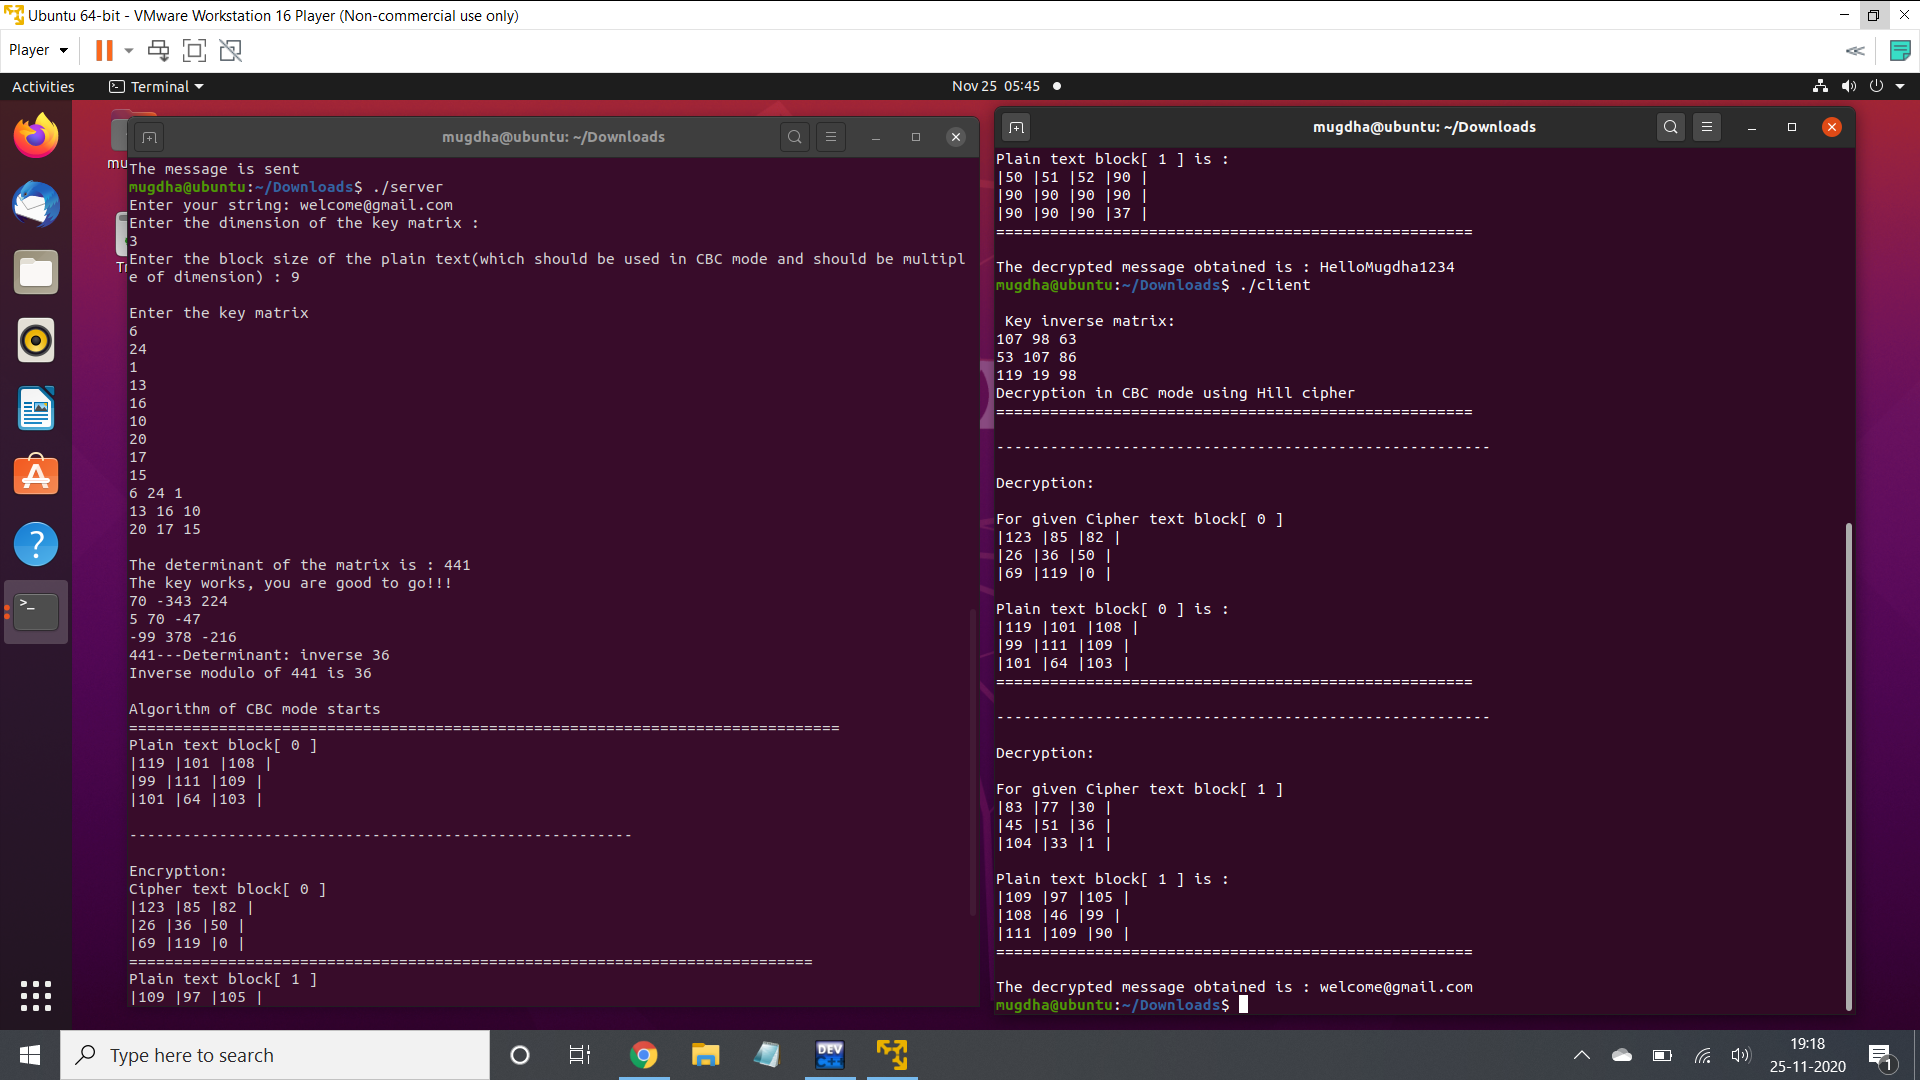 Ubuntu 64-bit - VMware Workstation 16 Player (Non-commercial use only)
Player
Activities
Terminal
Nov 25 05:45
mugdha@ubuntu: ~/Downloads
The message is sent
mugdha@ubuntu:~/Downloads$ ./server
Enter your string: welcome@gmail.com
Enter the dimension of the key matrix :
3
Enter the block size of the plain text(which should be used in CBC mode and should be multipl
e of dimension) : 9
Enter the key matrix
6
24
1
13
16
10
20
17
15
6 24 1
13 16 10
20 17 15
The determinant of the matrix is : 441
The key works, you are good to go!!!
70 -343 224
5 70 -47
-99 378 -216
441---Determinant: inverse 36
Inverse modulo of 441 is 36
Algorithm of CBC mode starts
===============================================================================
Plain text block[ 0 ]
|119 |101 |108 |
|99 |111 |109 |
|101 |64 |103 |
--------------------------------------------------------
Encryption:
Cipher text block[ 0 ]
|123 |85 |82 |
|26 |36 |50 |
|69 |119 |0 |
============================================================================
Plain text block[ 1 ]
|109 |97 |105 |
mugdha@ubuntu: ~/Downloads
Plain text block[ 1 ] is :
|50 |51 |52 |90 |
|90 |90 |90 |90 |
|90 |90 |90 |37 |
=====================================================
The decrypted message obtained is : HelloMugdha1234
mugdha@ubuntu:~/Downloads$ ./client
Key inverse matrix:
107 98 63
53 107 86
119 19 98
Decryption in CBC mode using Hill cipher
=====================================================
-------------------------------------------------------
Decryption:
For given Cipher text block[ 0 ]
|123 |85 |82 |
|26 |36 |50 |
|69 |119 |0 |
Plain text block[ 0 ] is :
|119 |101 |108 |
|99 |111 |109 |
|101 |64 |103 |
=====================================================
-------------------------------------------------------
Decryption:
For given Cipher text block[ 1 ]
|83 |77 |30 |
|45 |51 |36 |
|104 |33 |1 |
Plain text block[ 1 ] is :
|109 |97 |105 |
|108 |46 |99 |
|111 |109 |90 |
=====================================================
The decrypted message obtained is : welcome@gmail.com
mugdha@ubuntu:~/Downloads$
Type here to search
DEV
19:18
25-11-2020
1